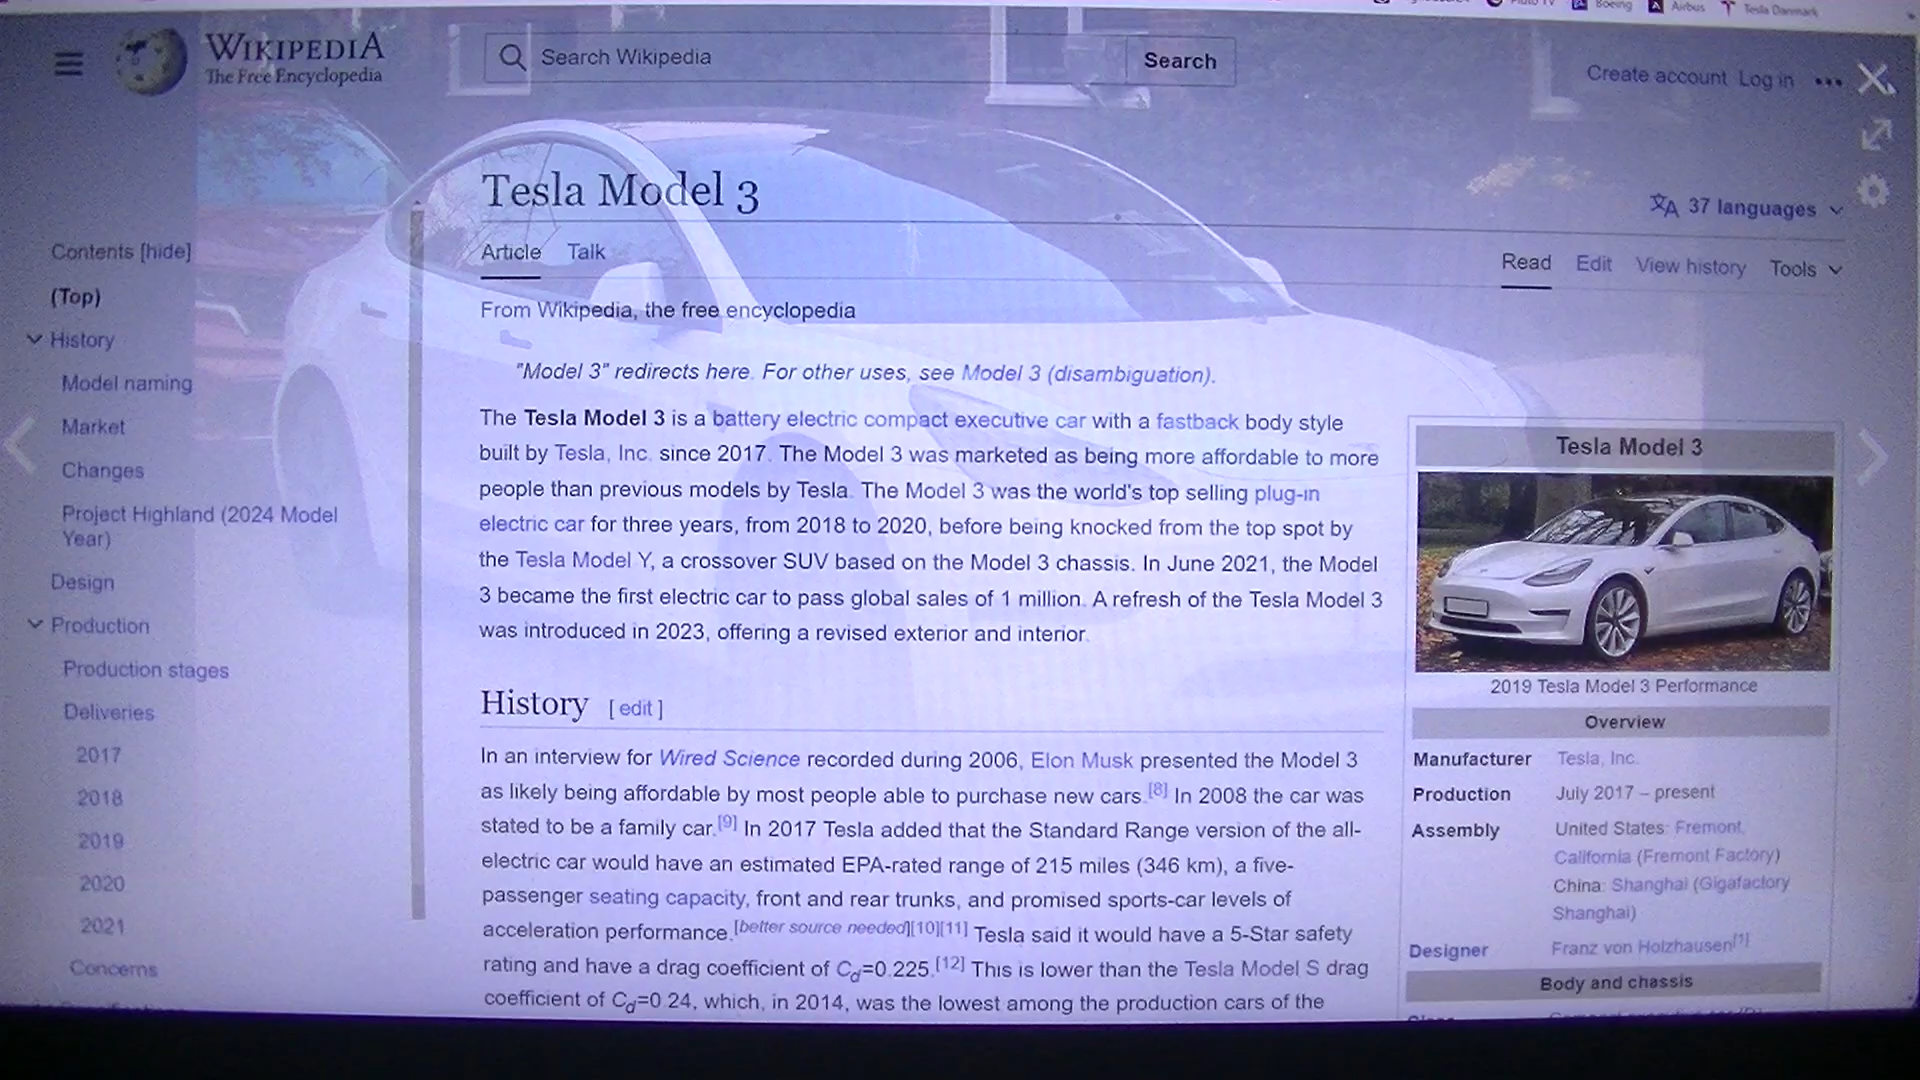 Boeing Airbus Tesla Danmark
WIKIPEDIA
The Free Encyclopedia
Search Wikipedia
Search
Create account Log in
Tesla Model 3
37 languages
Article Talk
Read Edit View history Tools
From Wikipedia, the free encyclopedia
Contents [hide]
(Top)
History
Model naming
Market
Changes
Project Highland (2024 Model
Year)
Design
Production
Production stages
Deliveries
2017
2018
2019
2020
2021
Concerns
"Model 3" redirects here. For other uses, see Model 3 (disambiguation).
The Tesla Model 3 is a battery electric compact executive car with a fastback body style
built by Tesla, Inc. since 2017. The Model 3 was marketed as being more affordable to more
people than previous models by Tesla. The Model 3 was the world's top selling plug-in
electric car for three years, from 2018 to 2020, before being knocked from the top spot by
the Tesla Model Y, a crossover SUV based on the Model 3 chassis. In June 2021, the Model
3 became the first electric car to pass global sales of 1 million. A refresh of the Tesla Model 3
was introduced in 2023, offering a revised exterior and interior.
History [ edit ]
In an interview for Wired Science recorded during 2006, Elon Musk presented the Model 3
as likely being affordable by most people able to purchase new cars.[8] In 2008 the car was
stated to be a family car.[9] In 2017 Tesla added that the Standard Range version of the all-
electric car would have an estimated EPA-rated range of 215 miles (346 km), a five-
passenger seating capacity, front and rear trunks, and promised sports-car levels of
acceleration performance.[better source needed][10][11] Tesla said it would have a 5-Star safety
rating and have a drag coefficient of Cd=0.225.[12] This is lower than the Tesla Model S drag
coefficient of Cd=0.24, which, in 2014, was the lowest among the production cars of the
Tesla Model 3
2019 Tesla Model 3 Performance
Overview
Manufacturer Tesla, Inc.
Production July 2017 – present
Assembly United States: Fremont,
California (Fremont Factory)
China: Shanghai (Gigafactory
Shanghai)
Designer Franz von Holzhausen[1]
Body and chassis